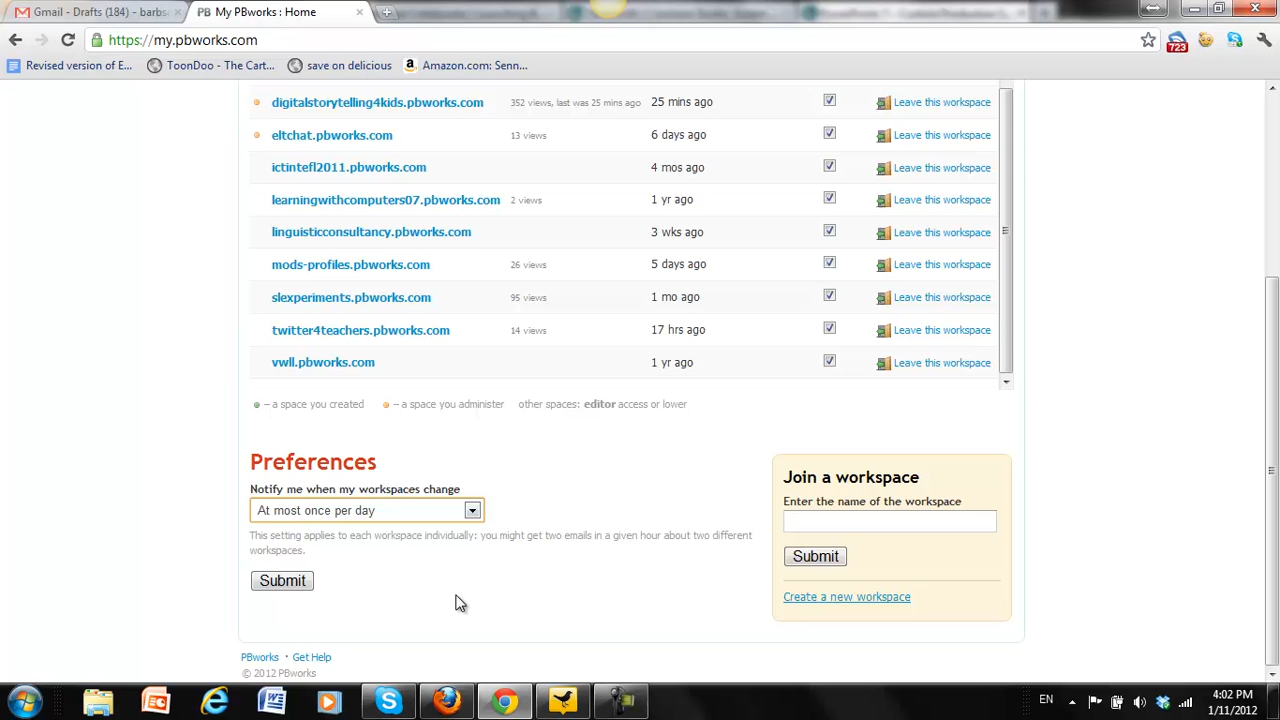 Gmail - Drafts (184) - barbs
PB My PBworks : Home
https://my.pbworks.com
723
Revised version of E...
ToonDoo - The Cart...
save on delicious
Amazon.com: Senn...
digitalstorytelling4kids.pbworks.com 352 views, last was 25 mins ago 25 mins ago Leave this workspace
eltchat.pbworks.com 13 views 6 days ago Leave this workspace
ictintefl2011.pbworks.com 4 mos ago Leave this workspace
learningwithcomputers07.pbworks.com 2 views 1 yr ago Leave this workspace
linguisticconsultancy.pbworks.com 3 wks ago Leave this workspace
mods-profiles.pbworks.com 26 views 5 days ago Leave this workspace
slexperiments.pbworks.com 95 views 1 mo ago Leave this workspace
twitter4teachers.pbworks.com 14 views 17 hrs ago Leave this workspace
vwll.pbworks.com 1 yr ago Leave this workspace
– a space you created – a space you administer other spaces: editor access or lower
Preferences
Notify me when my workspaces change
At most once per day
This setting applies to each workspace individually: you might get two emails in a given hour about two different
workspaces.
Submit
Join a workspace
Enter the name of the workspace
Submit
Create a new workspace
PBworks · Get Help
© 2012 PBworks
EN
4:02 PM
1/11/2012